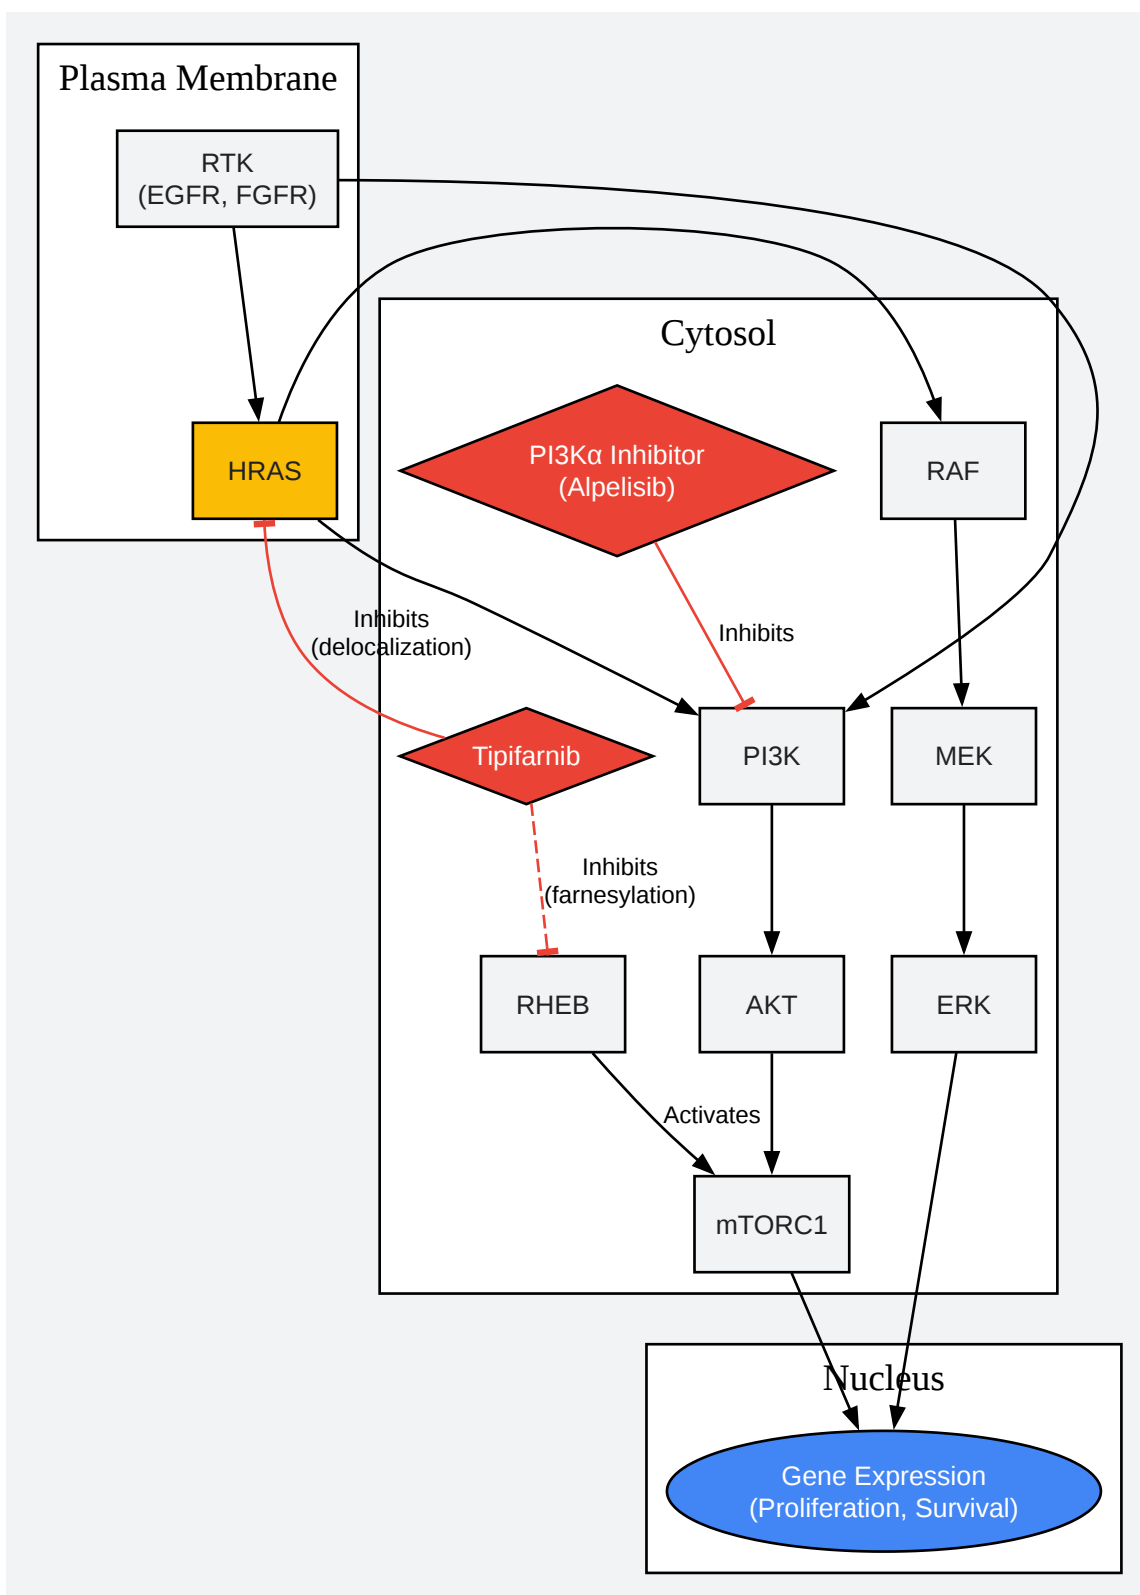 Plasma Membrane
RTK
(EGFR, FGFR)
Cytosol
HRAS
PI3Kα Inhibitor
(Alpelisib)
RAF
Inhibits
(delocalization)
Inhibits
Tipifarnib
PI3K
MEK
Inhibits
(farnesylation)
RHEB
AKT
ERK
Activates
mTORC1
Nucleus
Gene Expression
(Proliferation, Survival)